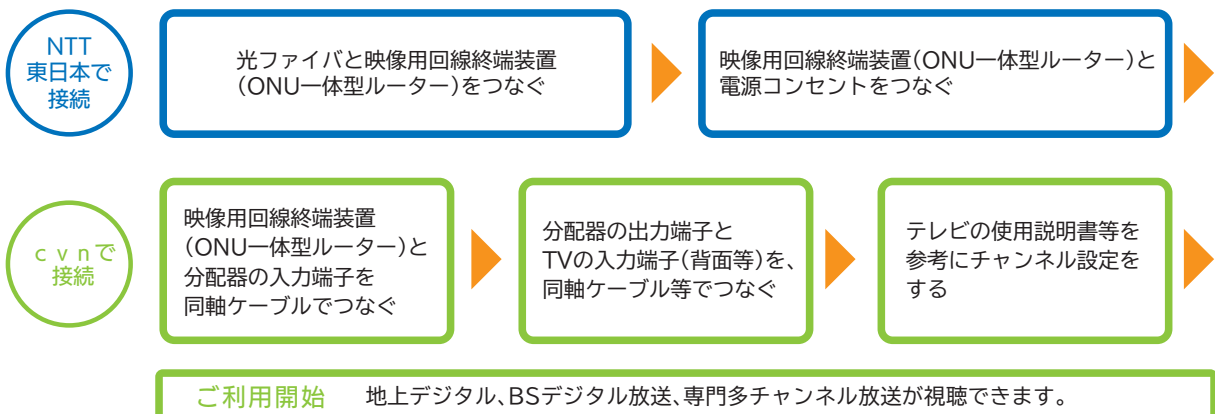 NTT
東日本で
接続
光ファイバと映像用回線終端装置
(ONU一体型ルーター)をつなぐ
映像用回線終端装置(ONU一体型ルーター)と
電源コンセントをつなぐ
cvnで
接続
映像用回線終端装置
(ONU一体型ルーター)と
分配器の入力端子を
同軸ケーブルでつなぐ
分配器の出力端子と
TVの入力端子(背面等)を、
同軸ケーブル等でつなぐ
テレビの使用説明書等を
参考にチャンネル設定を
する
ご利用開始 地上デジタル、BSデジタル放送、専門多チャンネル放送が視聴できます。